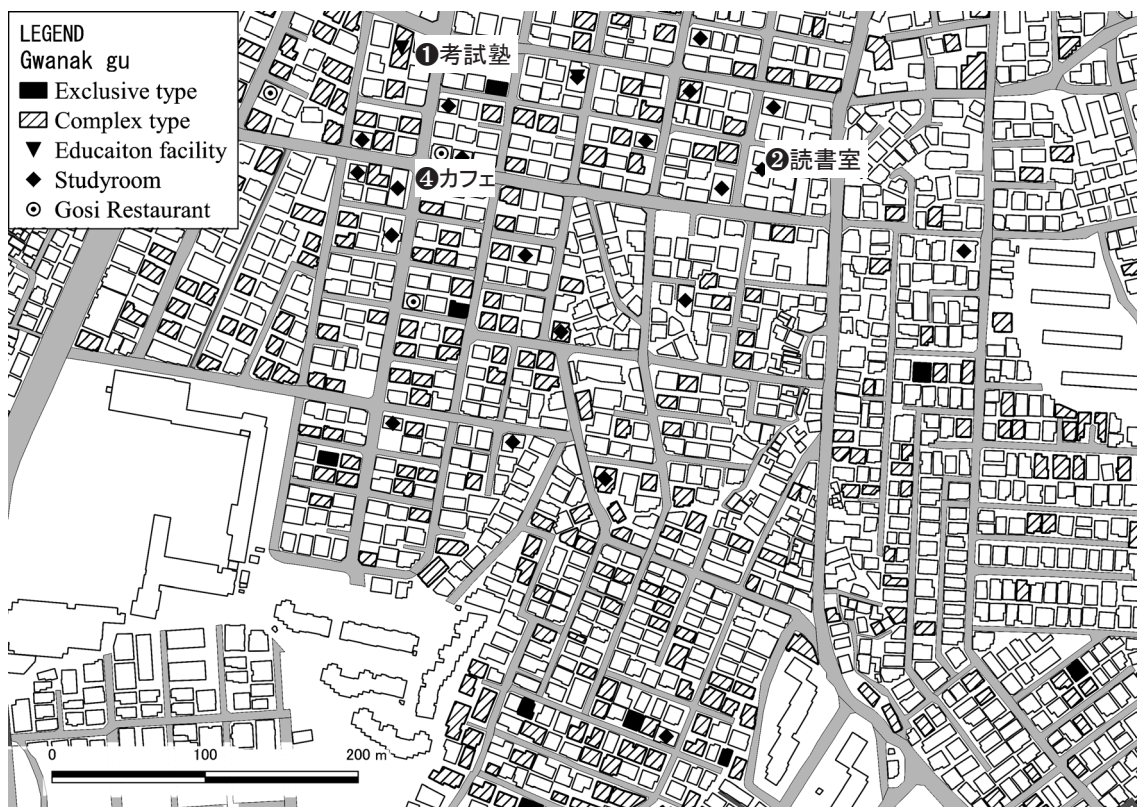 LEGEND
Gwanak gu
Exclusive type
Complex type
Educaiton facility
Studyroom
Gosi Restaurant
❶考試塾
❷読書室
❹カフェ
0 100 200 m